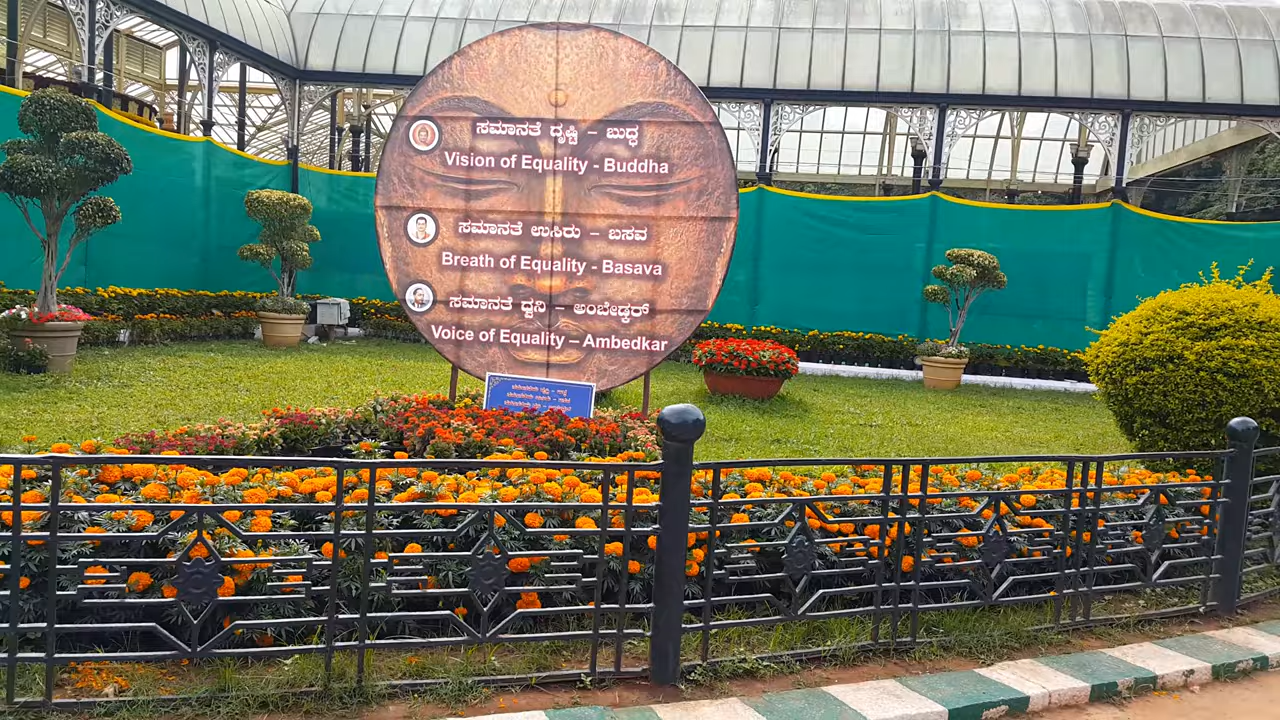 ಸಮಾನತೆ ದೃಷ್ಟಿ – ಬುದ್ಧ
Vision of Equality - Buddha
ಸಮಾನತೆ ಉಸಿರು – ಬಸವ
Breath of Equality - Basava
ಸಮಾನತೆ ಧ್ವನಿ – ಅಂಬೇಡ್ಕರ್
Voice of Equality – Ambedkar